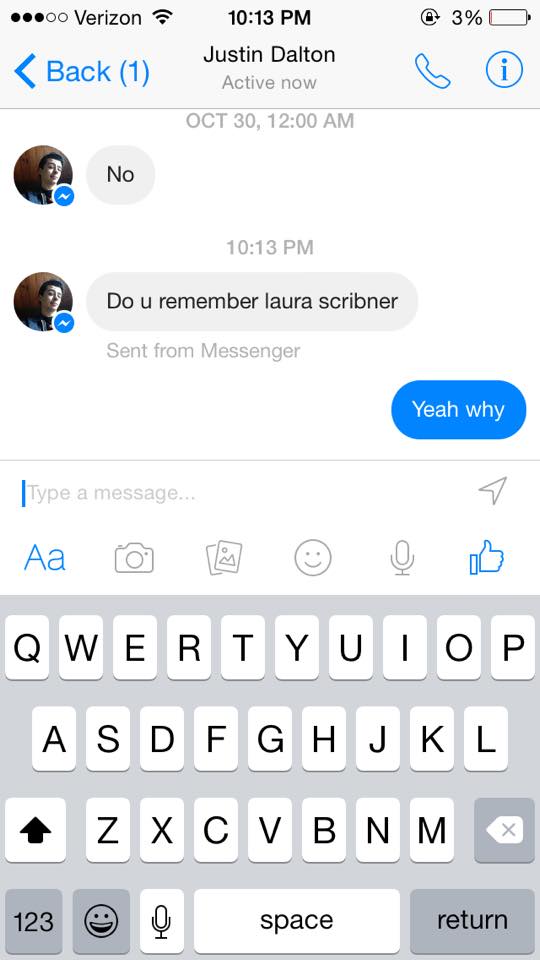 Verizon 10:13 PM 3%
Back (1) Justin Dalton
Active now
OCT 30, 12:00 AM
No
10:13 PM
Do u remember laura scribner
Sent from Messenger
Yeah why
Type a message...
Aa
Q W E R T Y U I O P
A S D F G H J K L
Z X C V B N M
123 space return